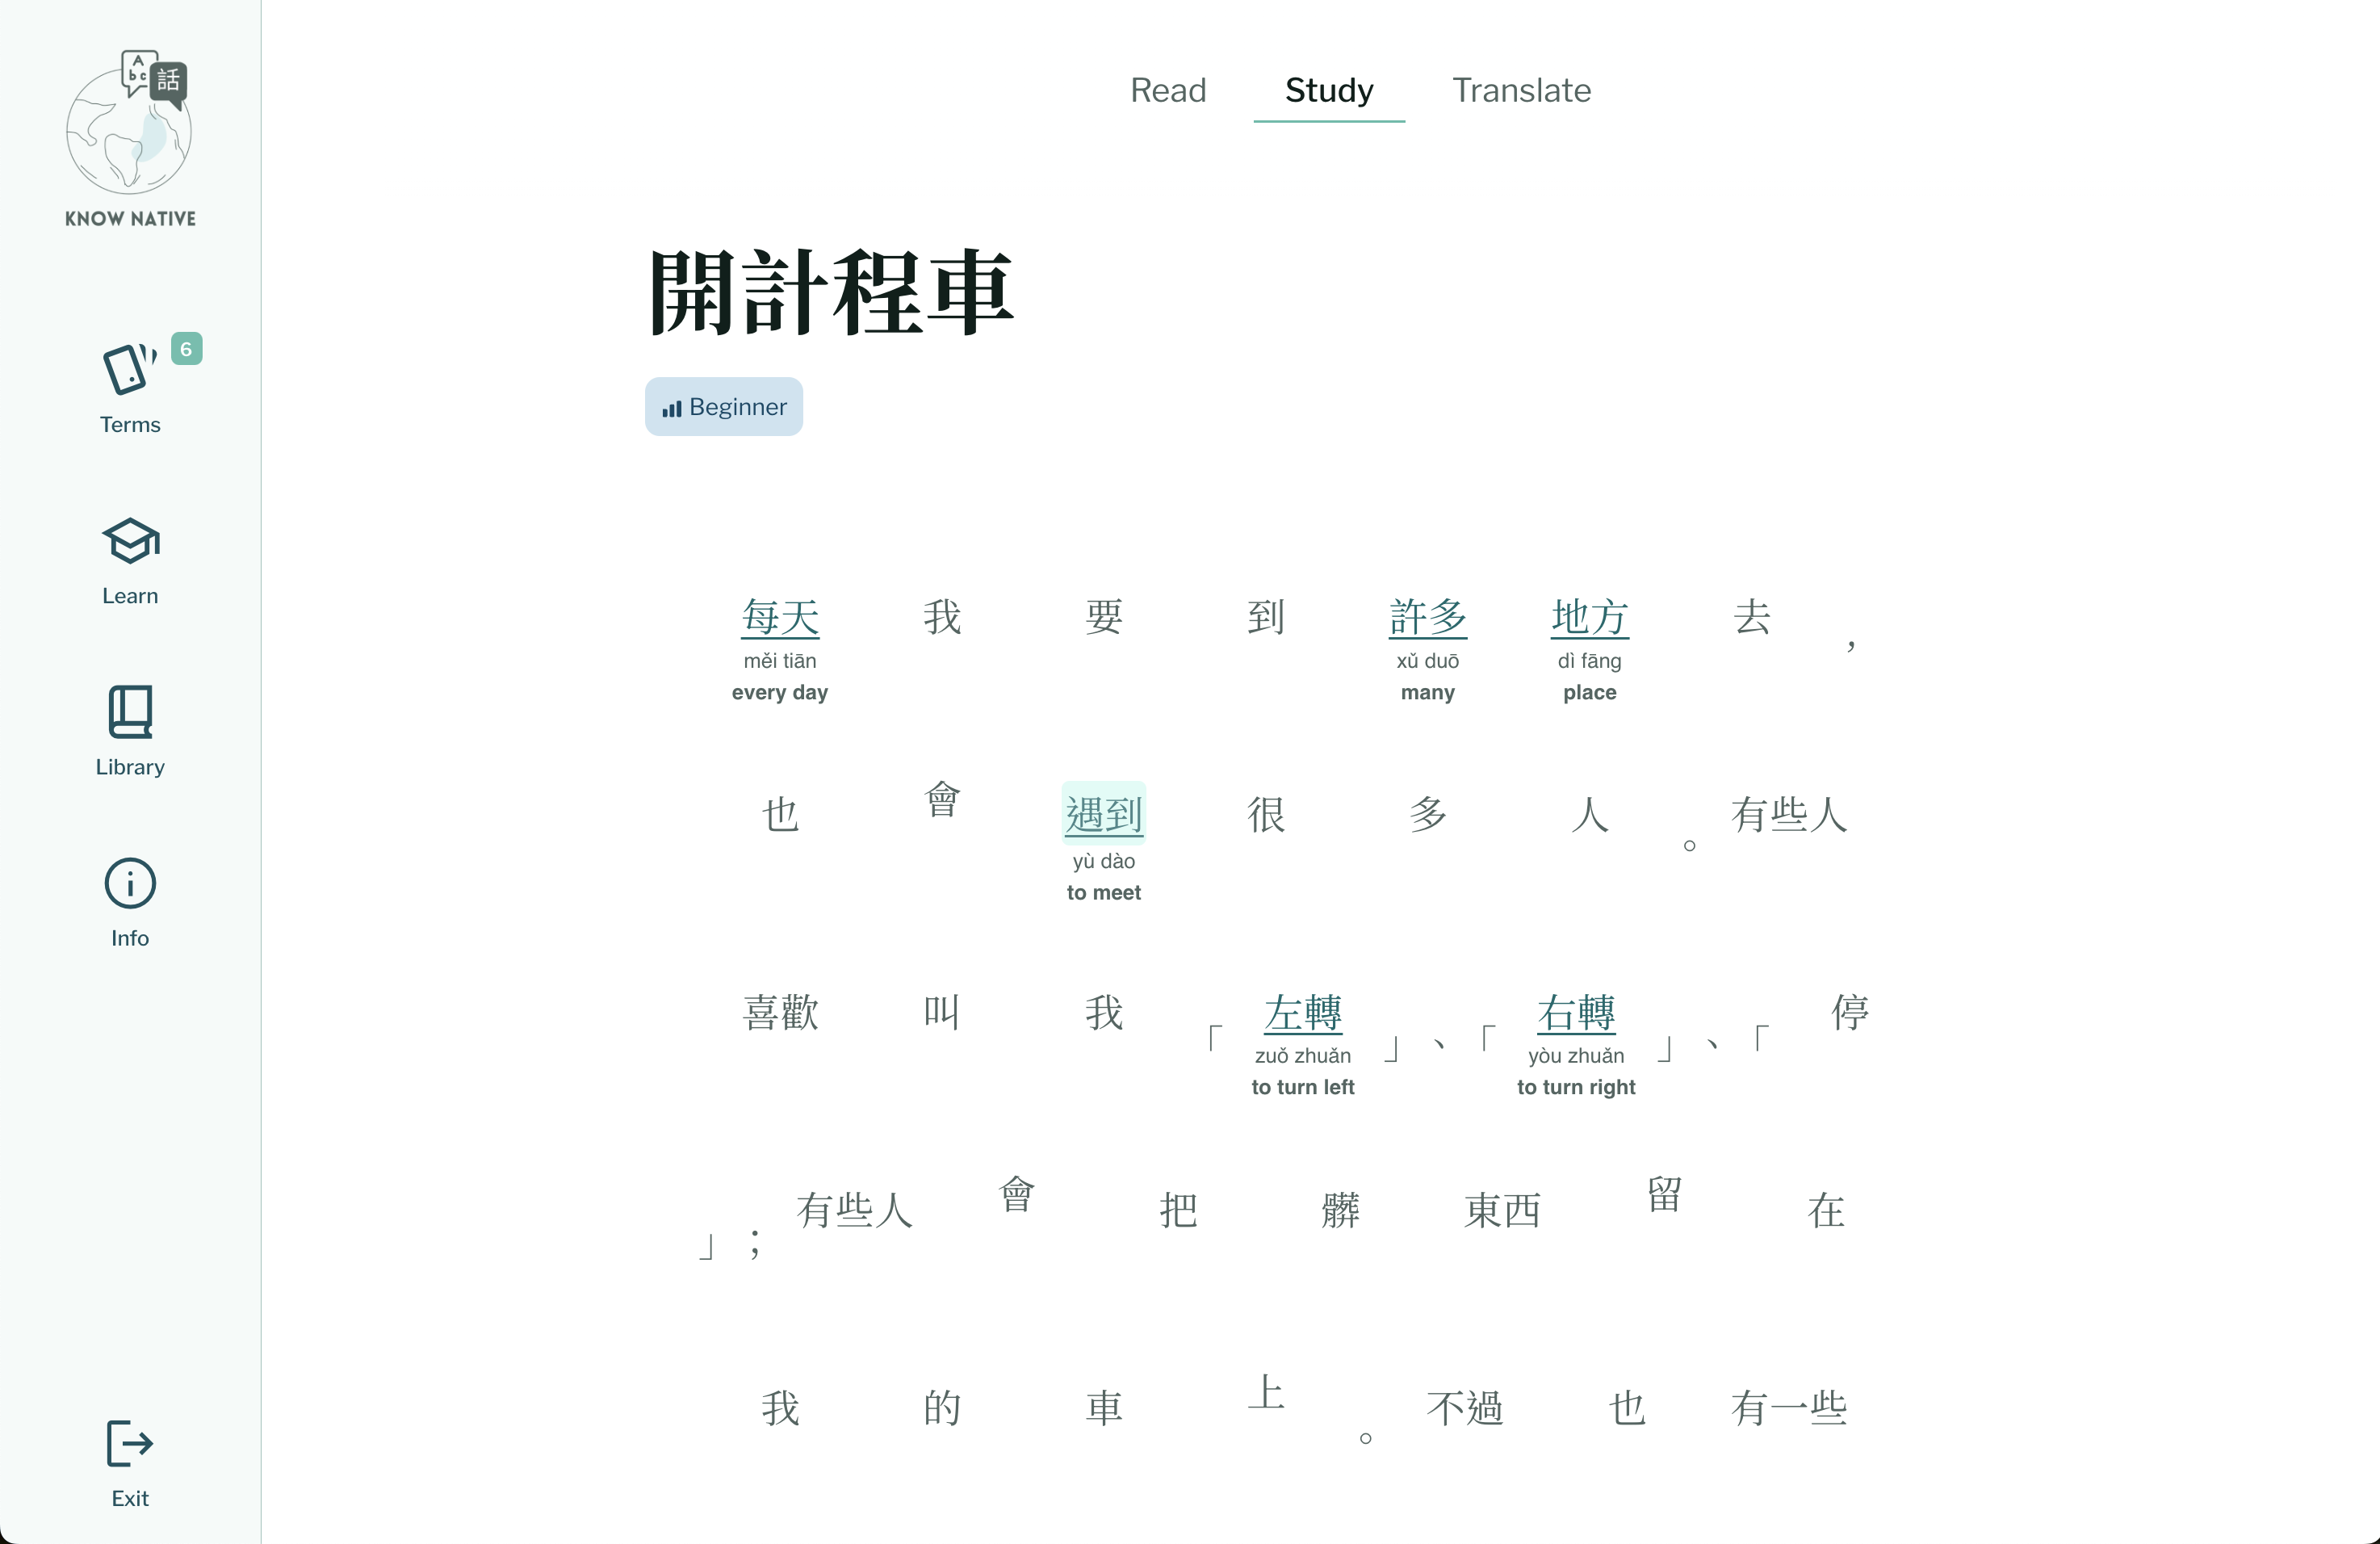 A
bc
話
KNOW NATIVE
6
Terms
Learn
Library
Info
Exit
Read Study Translate
開計程車
Beginner
每天 我 要 到 許多 地方 去 ,
měi tiān xǔ duō dì fāng
every day many place
也 會 遇到 很 多 人 。 有些人
yù dào
to meet
喜歡 叫 我 「 左轉 」 、 「 右轉 」 、 「 停
zuǒ zhuǎn yòu zhuǎn
to turn left to turn right
」 ; 有些人 會 把 髒 東西 留 在
我 的 車 上 。 不過 也 有一些